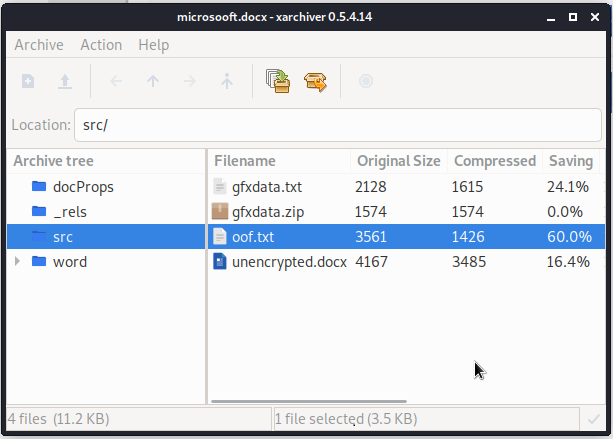 microsooft.docx - xarchiver 0.5.4.14
Archive Action Help
Location: src/
Archive tree Filename Original Size Compressed Saving
docProps gfxdata.txt 2128 1615 24.1%
_rels gfxdata.zip 1574 1574 0.0%
src oof.txt 3561 1426 60.0%
word unencrypted.docx 4167 3485 16.4%
4 files (11.2 KB) 1 file selected (3.5 KB)